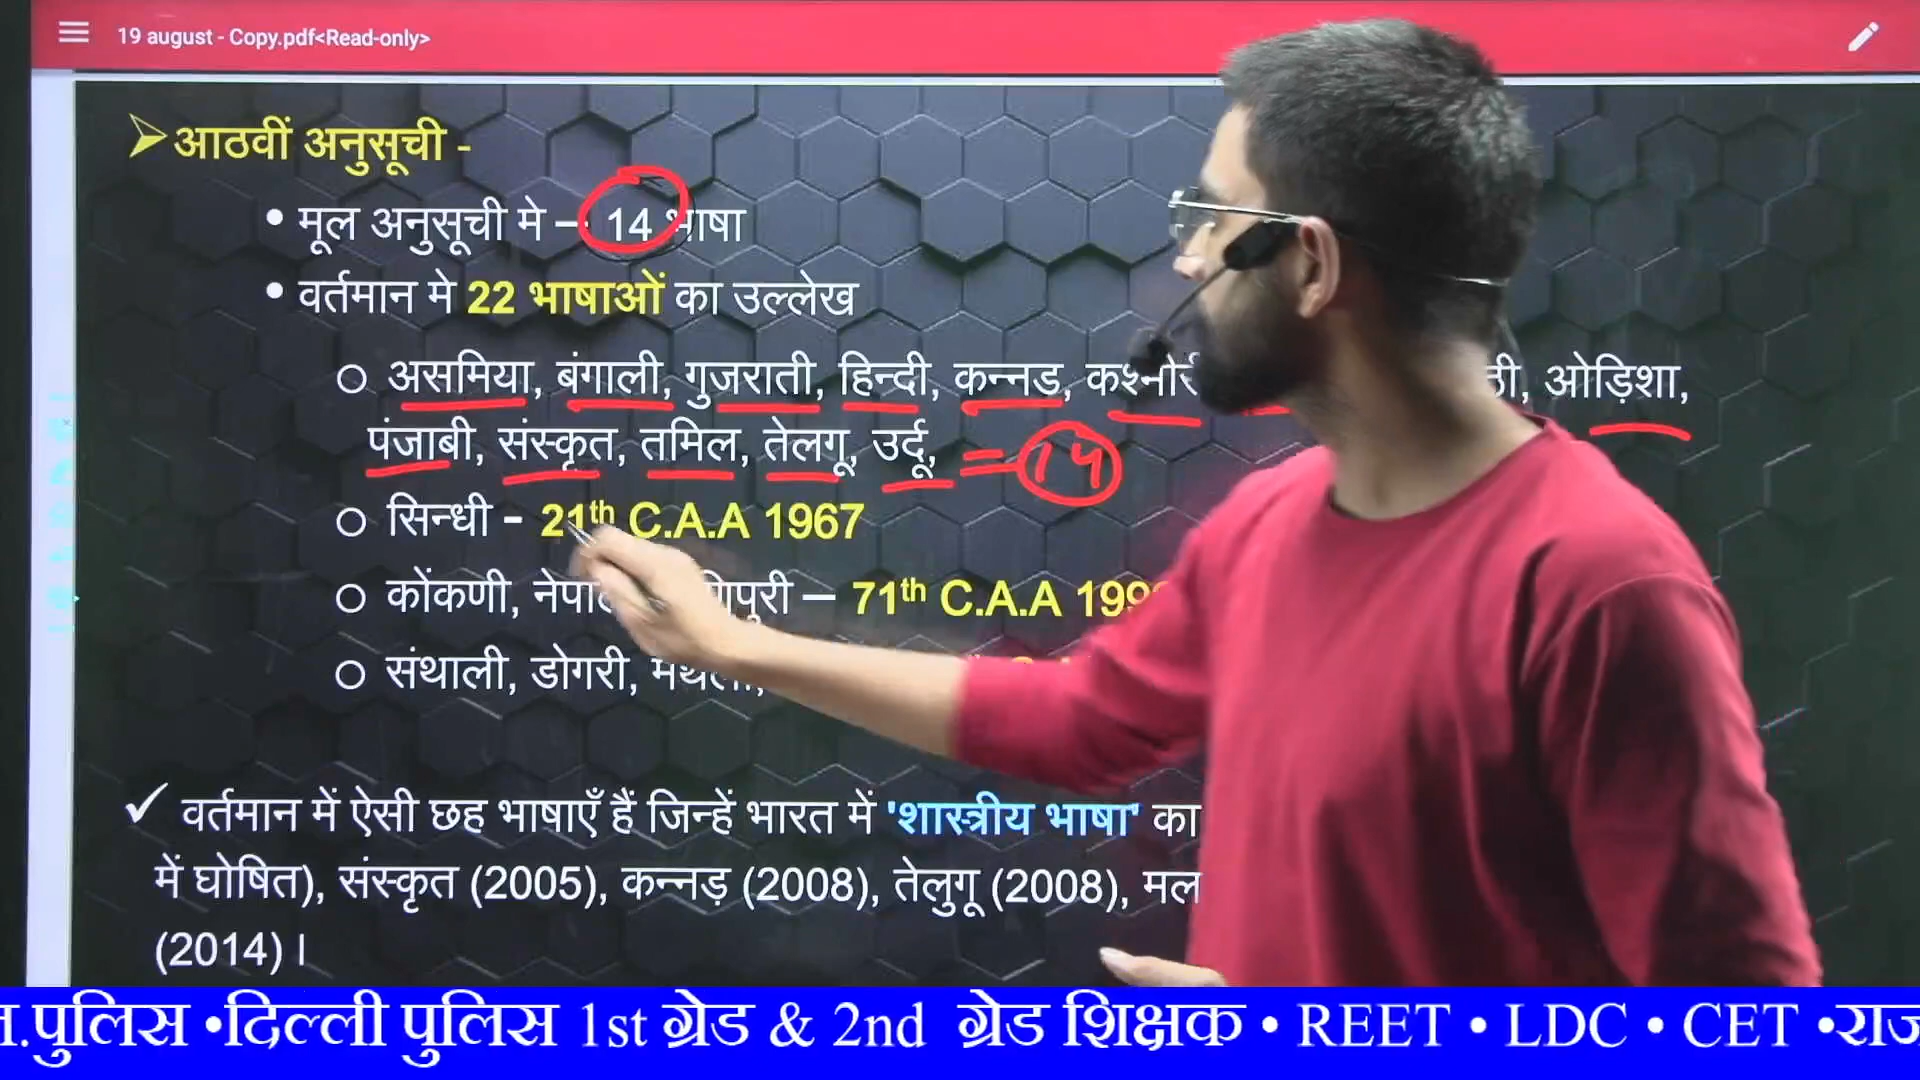 19 august - Copy.pdf<Read-only>
आठवीं अनुसूची -
• मूल अनुसूची मे – 14 भाषा
• वर्तमान मे 22 भाषाओं का उल्लेख
○ असमिया, बंगाली, गुजराती, हिन्दी, कन्नड, ओड़िशा,
पंजाबी, संस्कृत, तमिल, तेलगू, उर्दू, = 14
○ सिन्धी - 21th C.A.A 1967
○ कोंकणी, – 71th C.A.A
○ संथाली, डोगरी,
✓ वर्तमान में ऐसी छह भाषाएँ हैं जिन्हें भारत में 'शास्त्रीय भाषा' का
में घोषित), संस्कृत (2005), कन्नड़ (2008), तेलुगू (2008),
(2014)।
पुलिस •दिल्ली पुलिस 1st ग्रेड & 2nd ग्रेड शिक्षक • REET • LDC • CET •